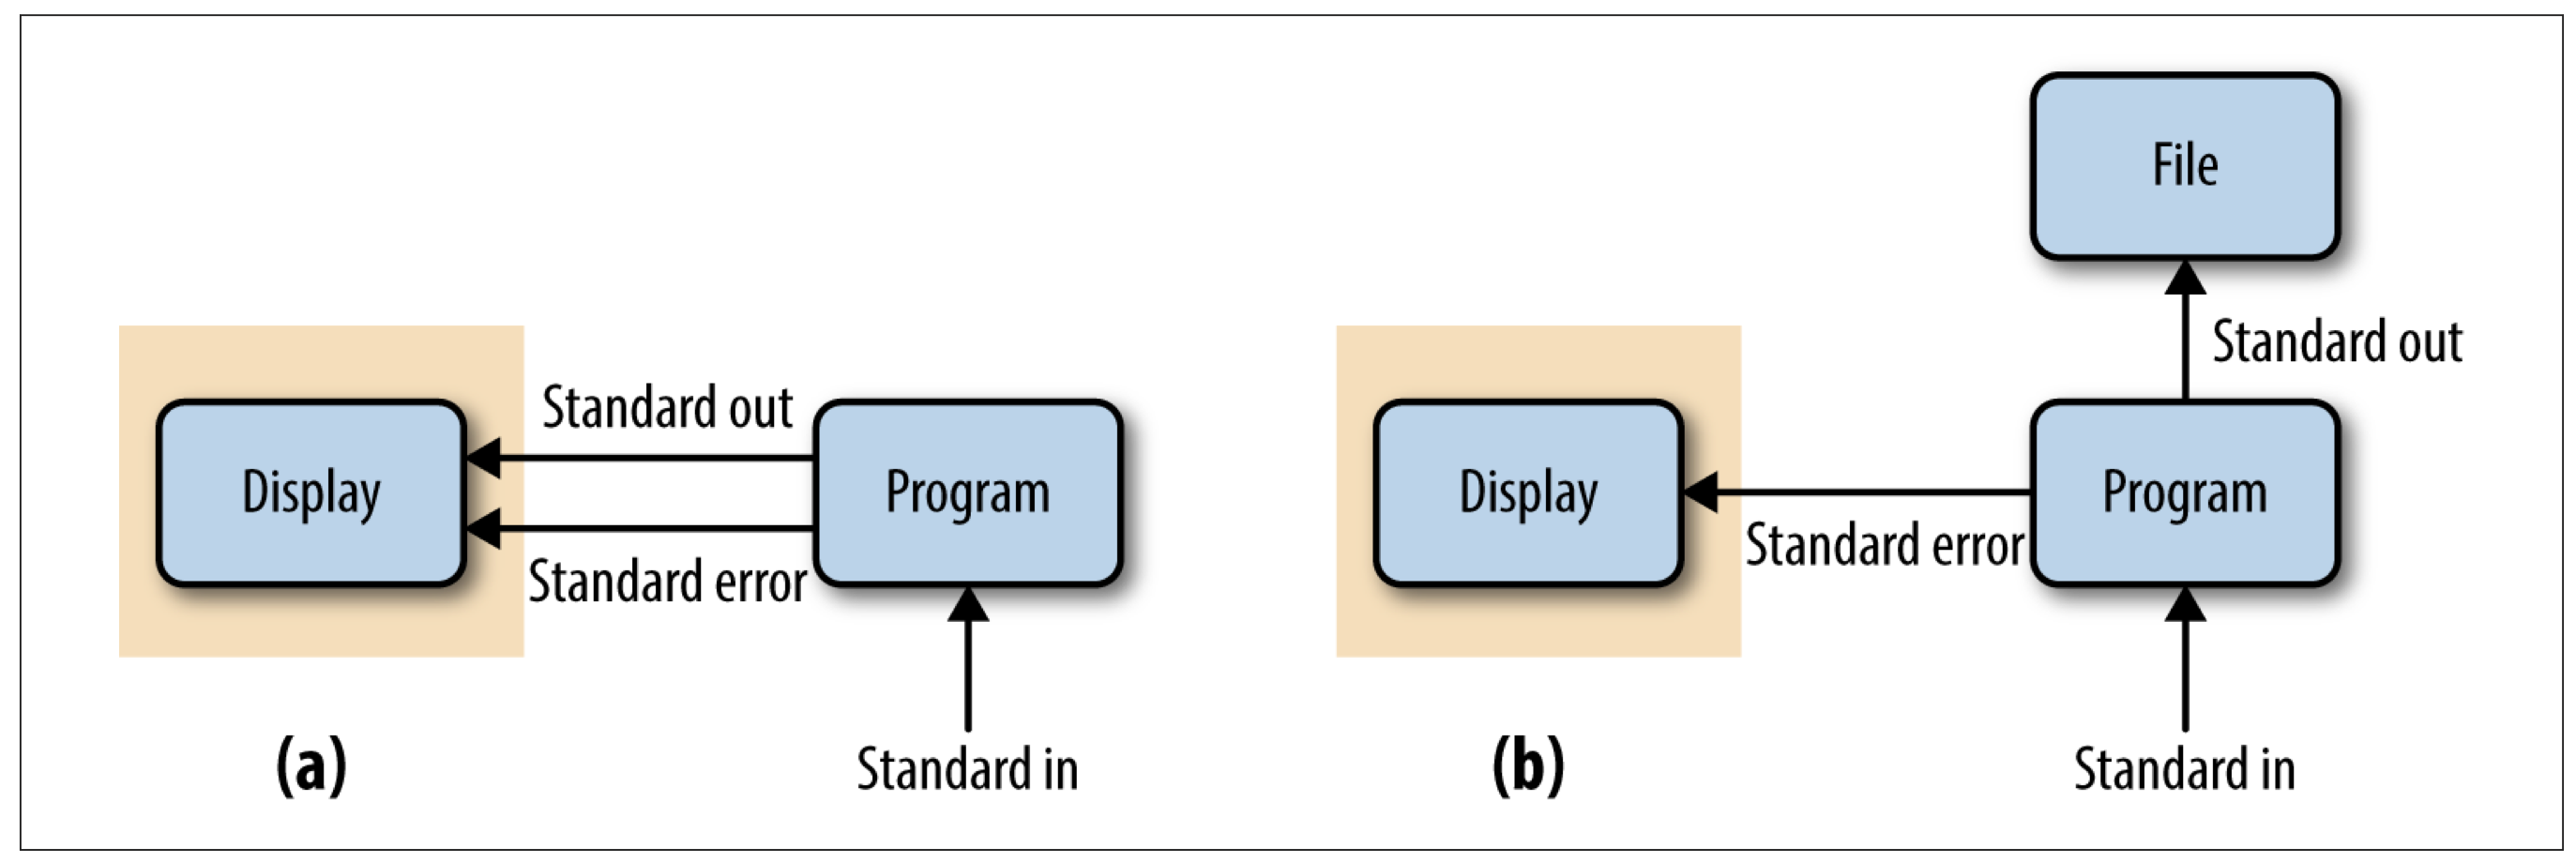 File
Standard out
Standard out
Display
Program
Display
Program
Standard error
Standard error
(a)
Standard in
(b)
Standard in